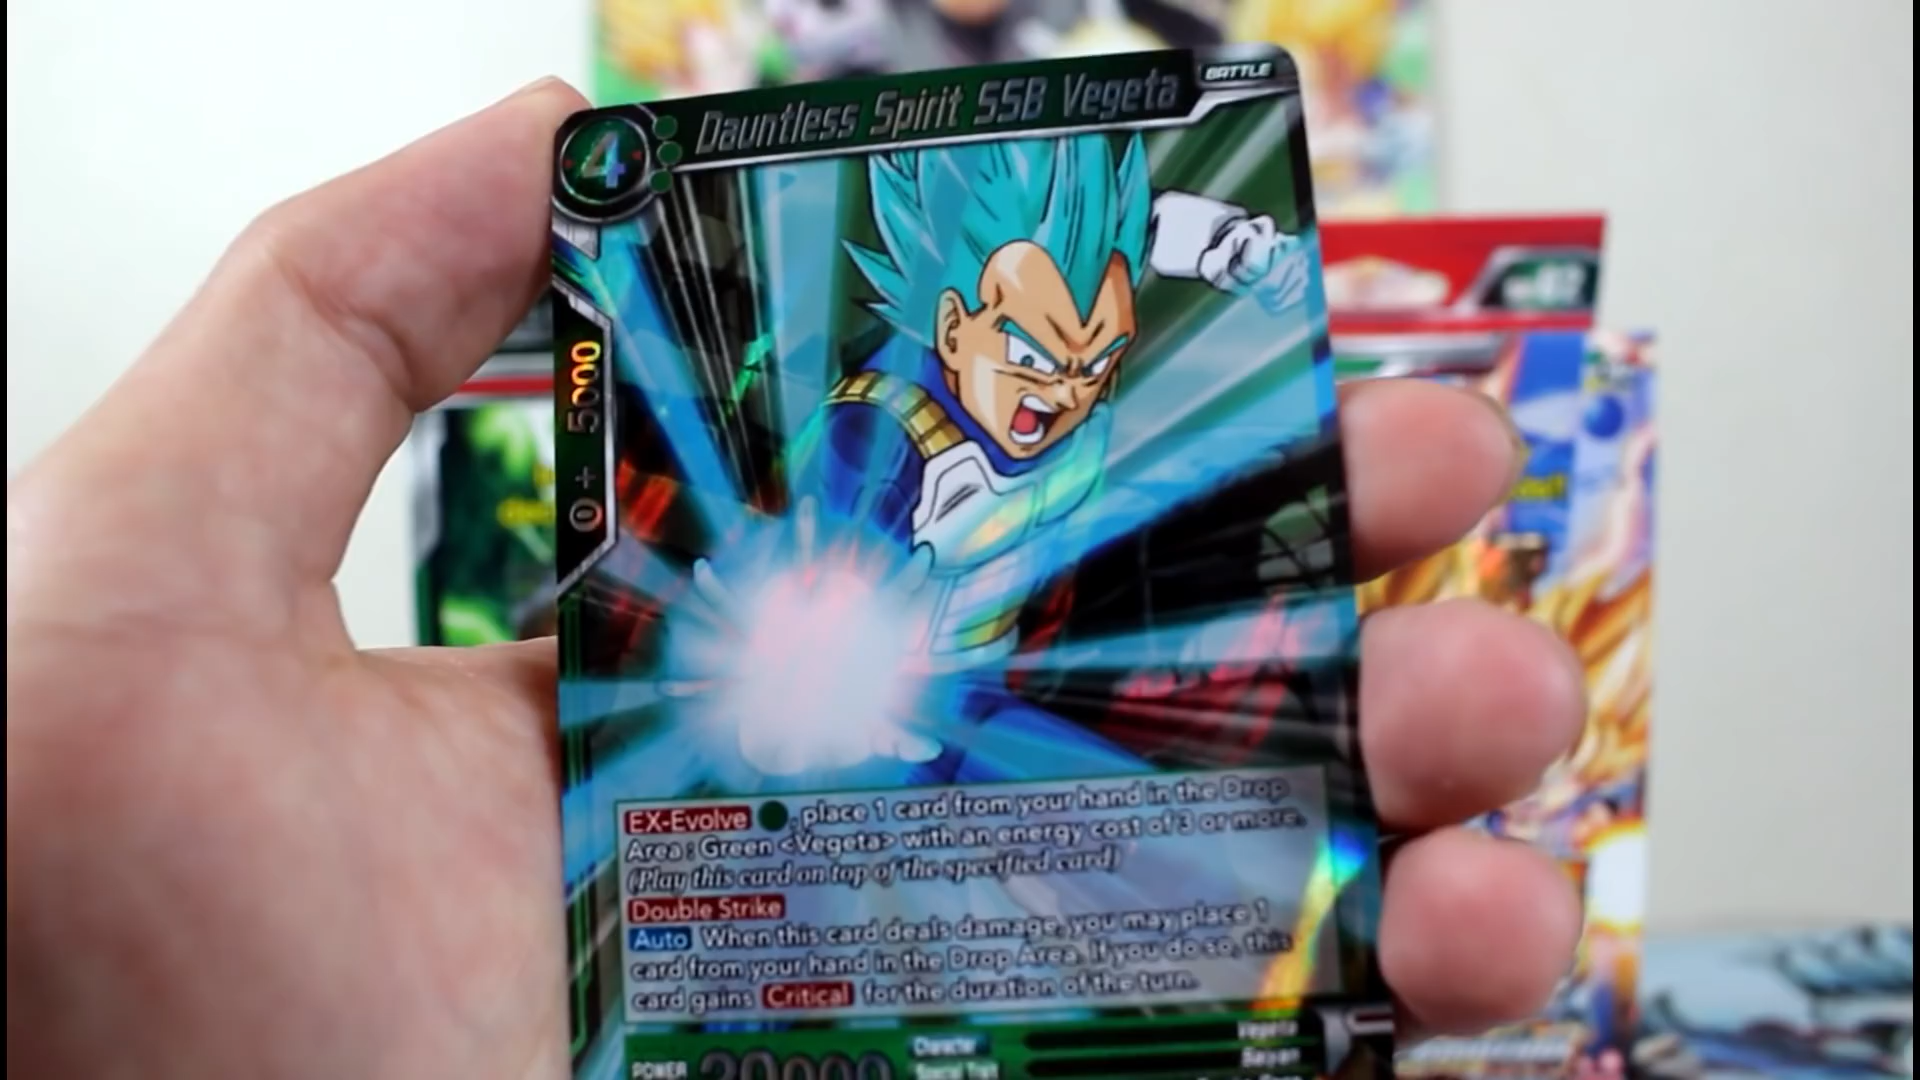 BATTLE
Dauntless Spirit SSB Vegeta
4
0 + 5000
EX-Evolve , place 1 card from your hand in the Drop
Area : Green <Vegeta> with an energy cost of 3 or more.
(Play this card on top of the specified card)
Double Strike
Auto When this card deals damage, you may place 1
card from your hand in the Drop Area. If you do so, this
card gains Critical for the duration of the turn.
POWER 20000
Character Vegeta
Special Trait Saiyan